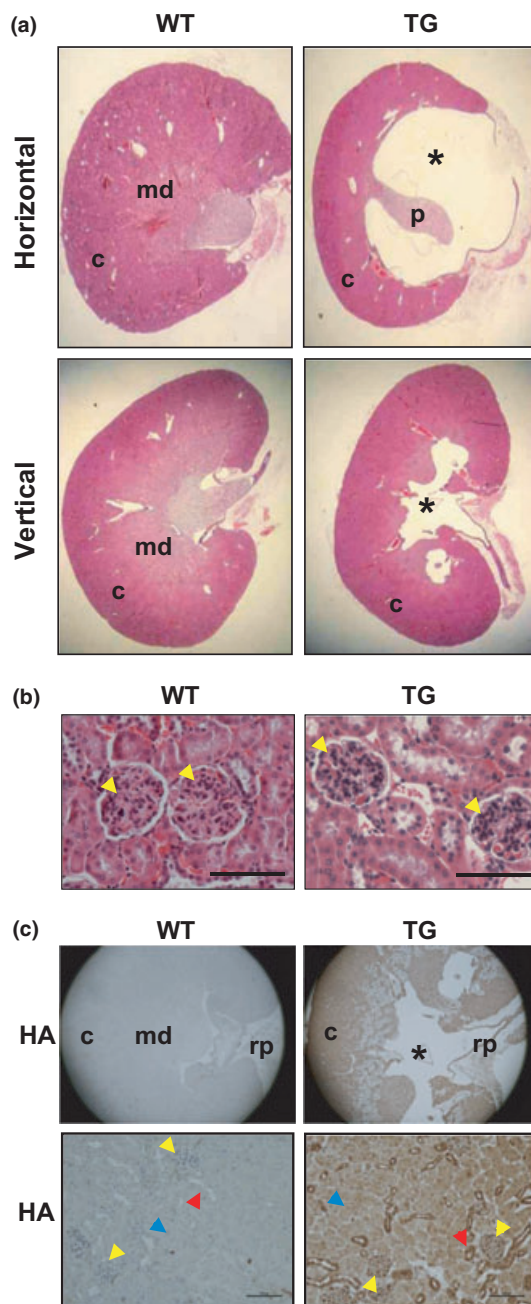 (a) WT TG
Horizontal
md
*
p
c
c
Vertical
*
md
c
c
(b) WT TG
(c) WT TG
HA
c md rp
c * rp
HA